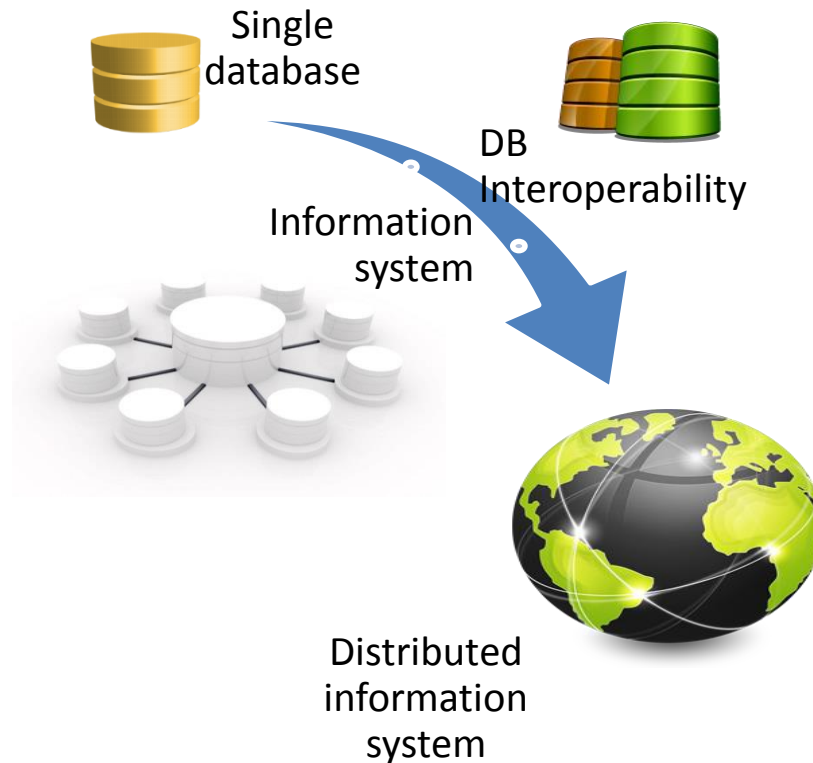 Single
database
DB
Interoperability
Information
system
Distributed
information
system